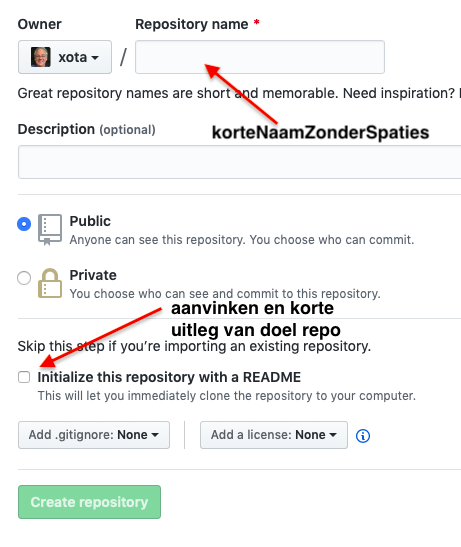 Owner
Repository name *
xota
/
Great repository names are short and memorable. Need inspiration?
korteNaamZonderSpaties
Description (optional)
Public
Anyone can see this repository. You choose who can commit.
Private
You choose who can see and commit to this repository.
aanvinken en korte
uitleg van doel repo
Skip this step if you’re importing an existing repository.
Initialize this repository with a README
This will let you immediately clone the repository to your computer.
Add .gitignore: None
Add a license: None
Create repository